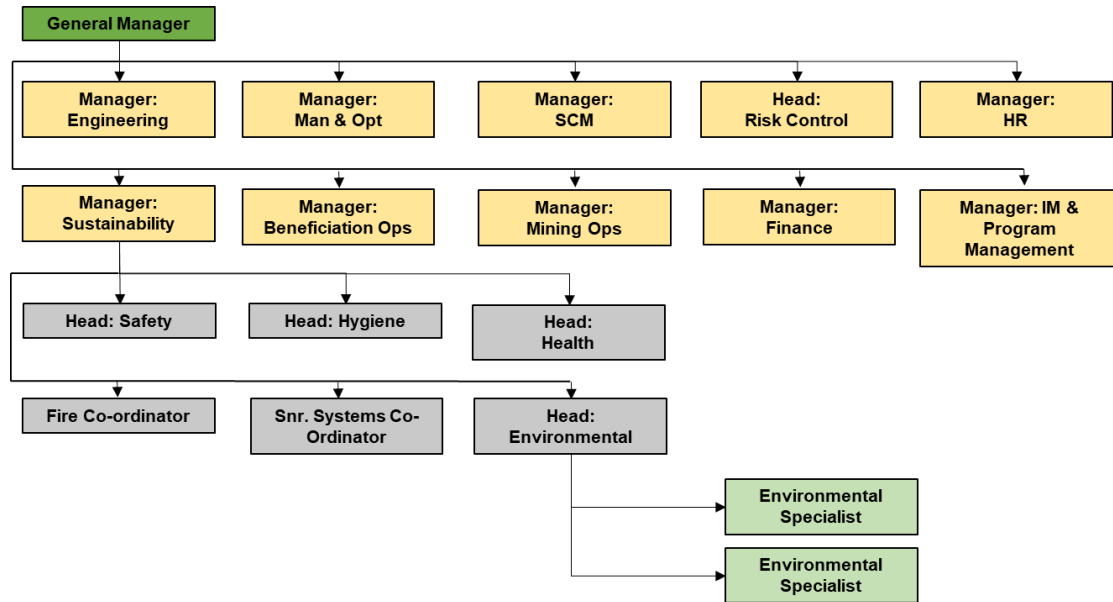 General Manager
Manager:
Engineering
Manager:
Man & Opt
Manager:
SCM
Head:
Risk Control
Manager:
HR
Manager:
Sustainability
Manager:
Beneficiation Ops
Manager:
Mining Ops
Manager:
Finance
Manager: IM &
Program
Management
Head: Safety
Head: Hygiene
Head:
Health
Fire Co-ordinator
Snr. Systems Co-
Ordinator
Head:
Environmental
Environmental
Specialist
Environmental
Specialist